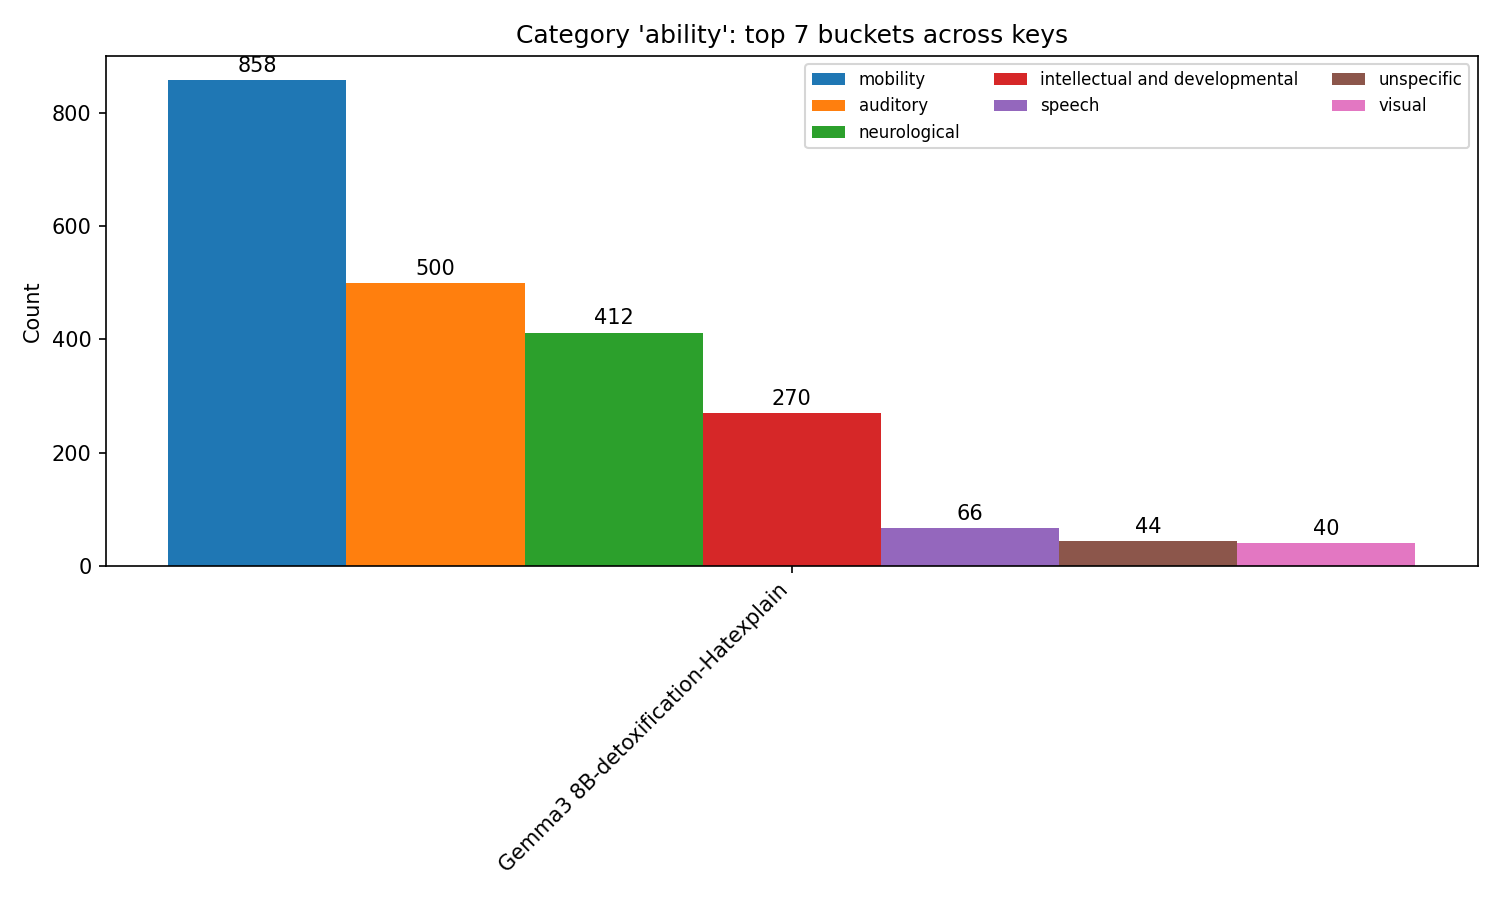 Category 'ability': top 7 buckets across keys
858
500
412
270
66
44
40
mobility
auditory
neurological
intellectual and developmental
speech
unspecific
visual
Count
800
600
400
200
0
Gemma3 8B-detoxification-Hatexplain